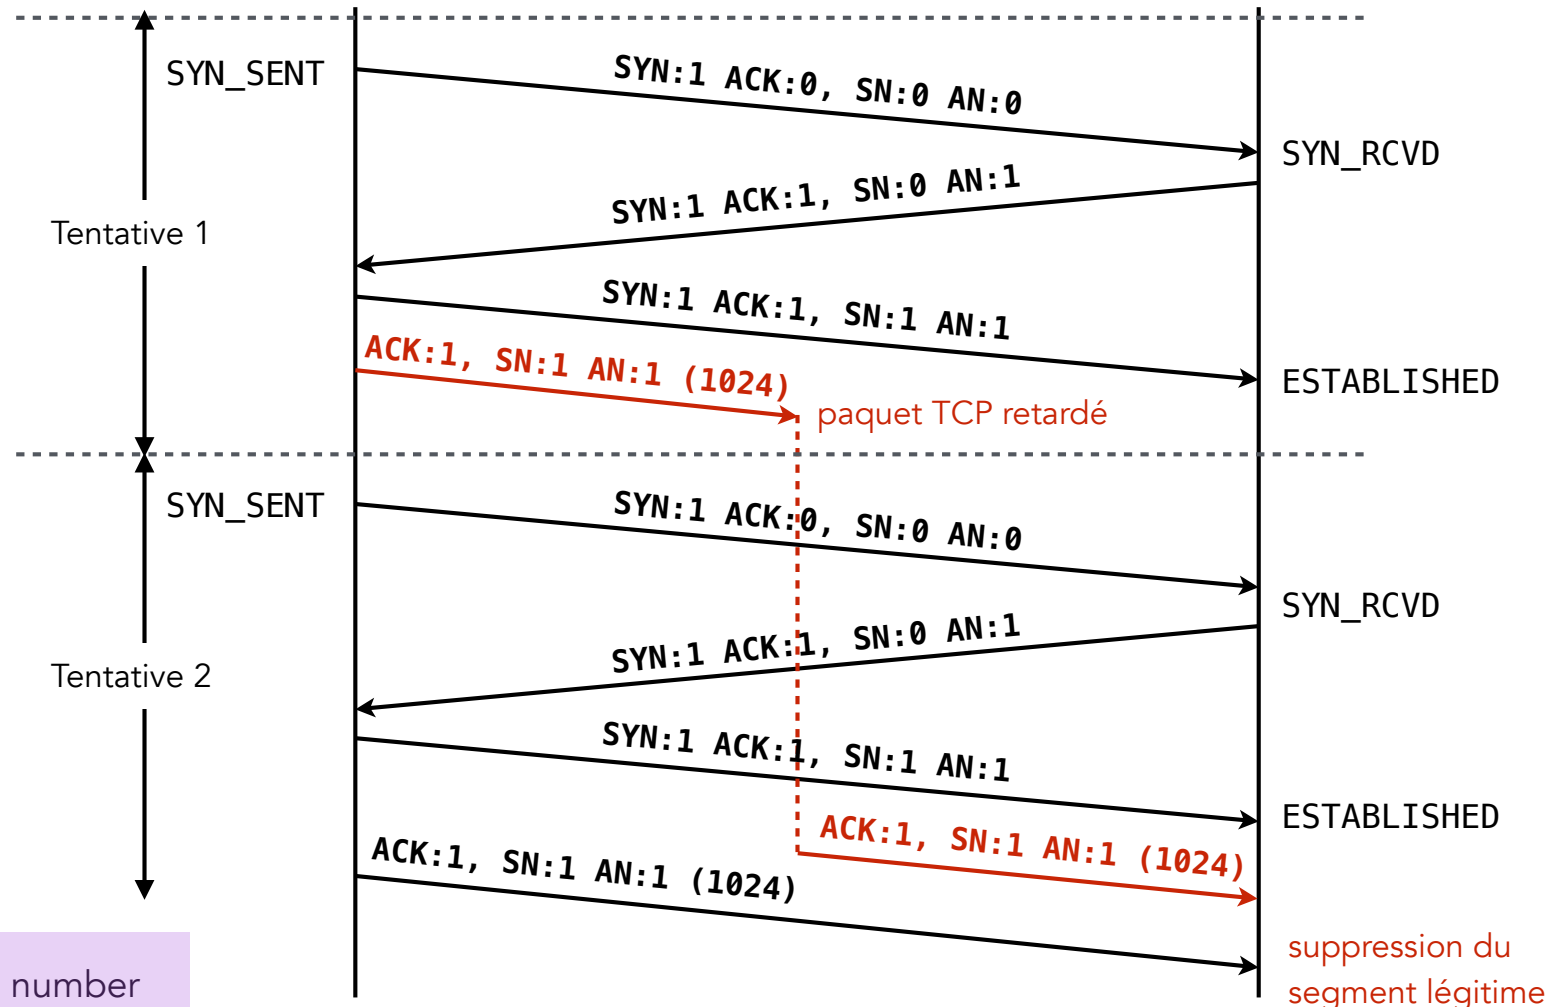 SYN_SENT
SYN:1 ACK:0, SN:0 AN:0
SYN_RCVD
SYN:1 ACK:1, SN:0 AN:1
Tentative 1
SYN:1 ACK:1, SN:1 AN:1
ACK:1, SN:1 AN:1 (1024)
ESTABLISHED
paquet TCP retardé
SYN_SENT
SYN:1 ACK:0, SN:0 AN:0
SYN_RCVD
SYN:1 ACK:1, SN:0 AN:1
Tentative 2
SYN:1 ACK:1, SN:1 AN:1
ESTABLISHED
ACK:1, SN:1 AN:1 (1024)
ACK:1, SN:1 AN:1 (1024)
suppression du
segment légitime
number